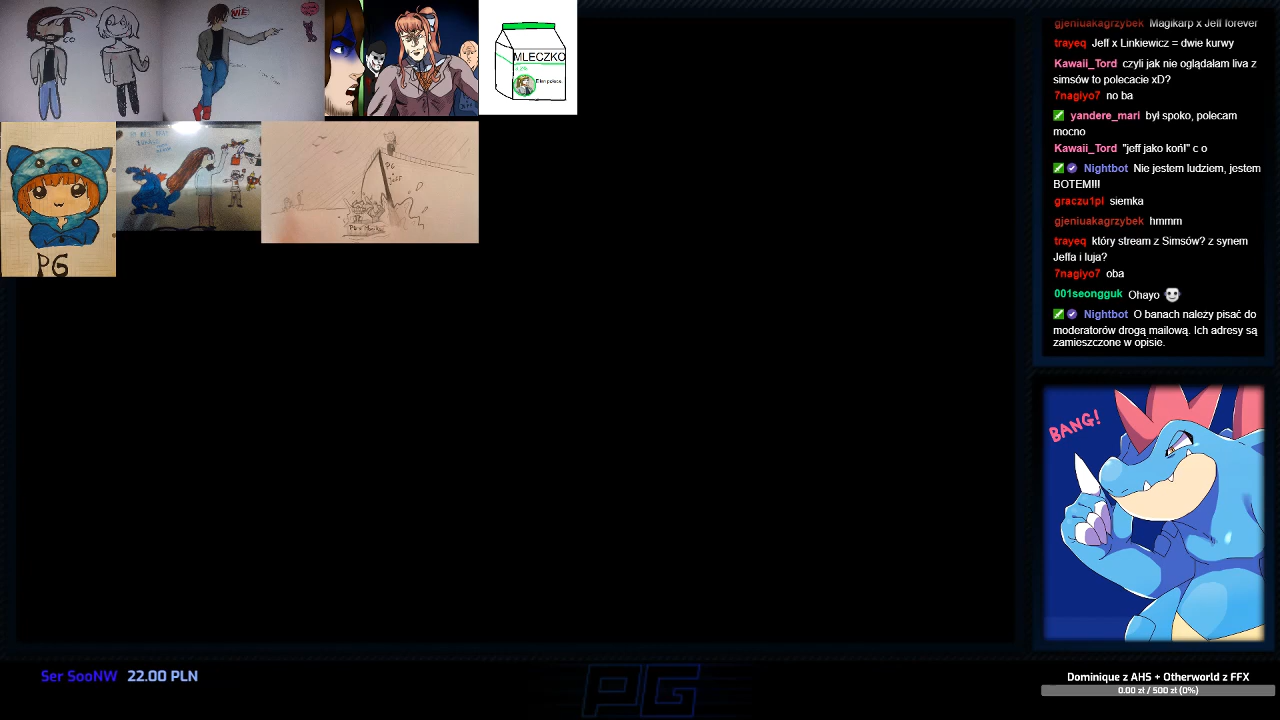 NIE
MLECZKO
PG
PG
gjeniuakagrzybek Magikarp x Jeff forever
trayeq Jeff x Linkiewicz = dwie kurwy
Kawaii_Tord czyli jak nie oglądałam liva z
simsów to polecacie xD?
7nagiyo7 no ba
yandere_mari był spoko, polecam
mocno
Kawaii_Tord "jeff jako koń!" c o
Nightbot Nie jestem ludziem, jestem
BOTEM!!!
graczu1pl siemka
gjeniuakagrzybek hmmm
trayeq który stream z Simsów? z synem
Jeffa i luja?
7nagiyo7 oba
001seongguk Ohayo
Nightbot O banach nalezy pisać do
moderatorów drogą mailową. Ich adresy są
zamieszczone w opisie.
BANG!
Ser SooNW 22.00 PLN
PG
Dominique z AHS + Otherworld z FFX
0.00 zł / 500 zł (0%)